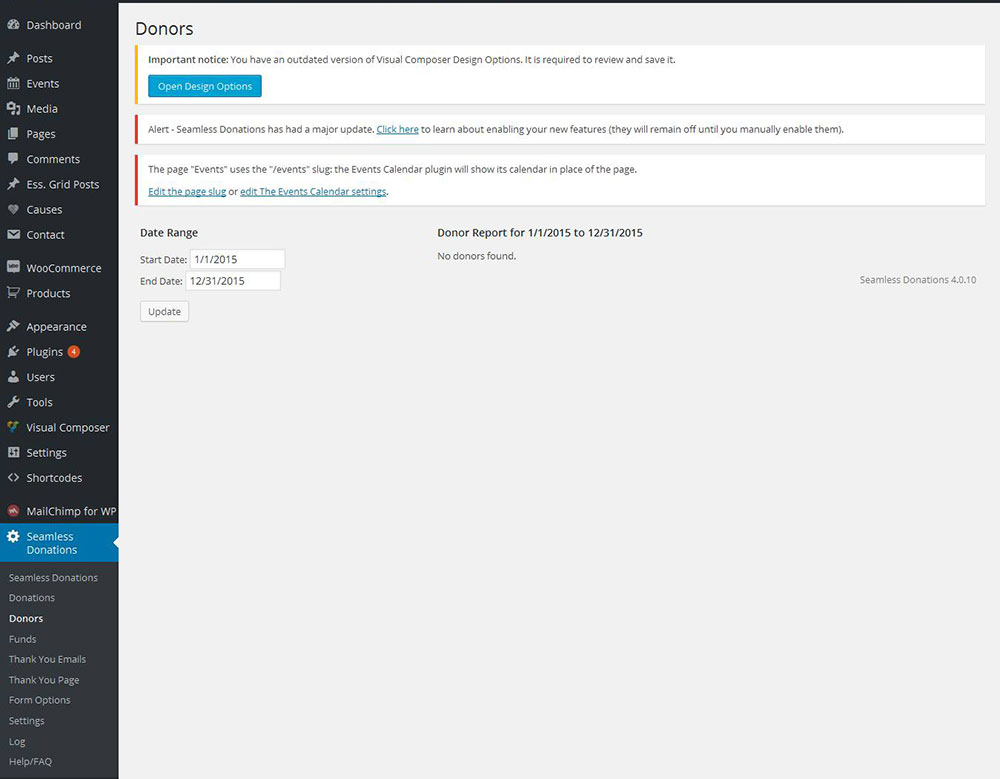 Dashboard
Posts
Events
Media
Pages
Comments
Ess. Grid Posts
Causes
Contact
WooCommerce
Products
Appearance
Plugins 4
Users
Tools
Visual Composer
Settings
Shortcodes
MailChimp for WP
Seamless
Donations
Seamless Donations
Donations
Donors
Funds
Thank You Emails
Thank You Page
Form Options
Settings
Log
Help/FAQ
Donors
Important notice: You have an outdated version of Visual Composer Design Options. It is required to review and save it.
Open Design Options
Alert - Seamless Donations has had a major update. Click here to learn about enabling your new features (they will remain off until you manually enable them).
The page "Events" uses the "/events" slug: the Events Calendar plugin will show its calendar in place of the page.
Edit the page slug or edit The Events Calendar settings.
Date Range
Start Date: 1/1/2015
End Date: 12/31/2015
Update
Donor Report for 1/1/2015 to 12/31/2015
No donors found.
Seamless Donations 4.0.10